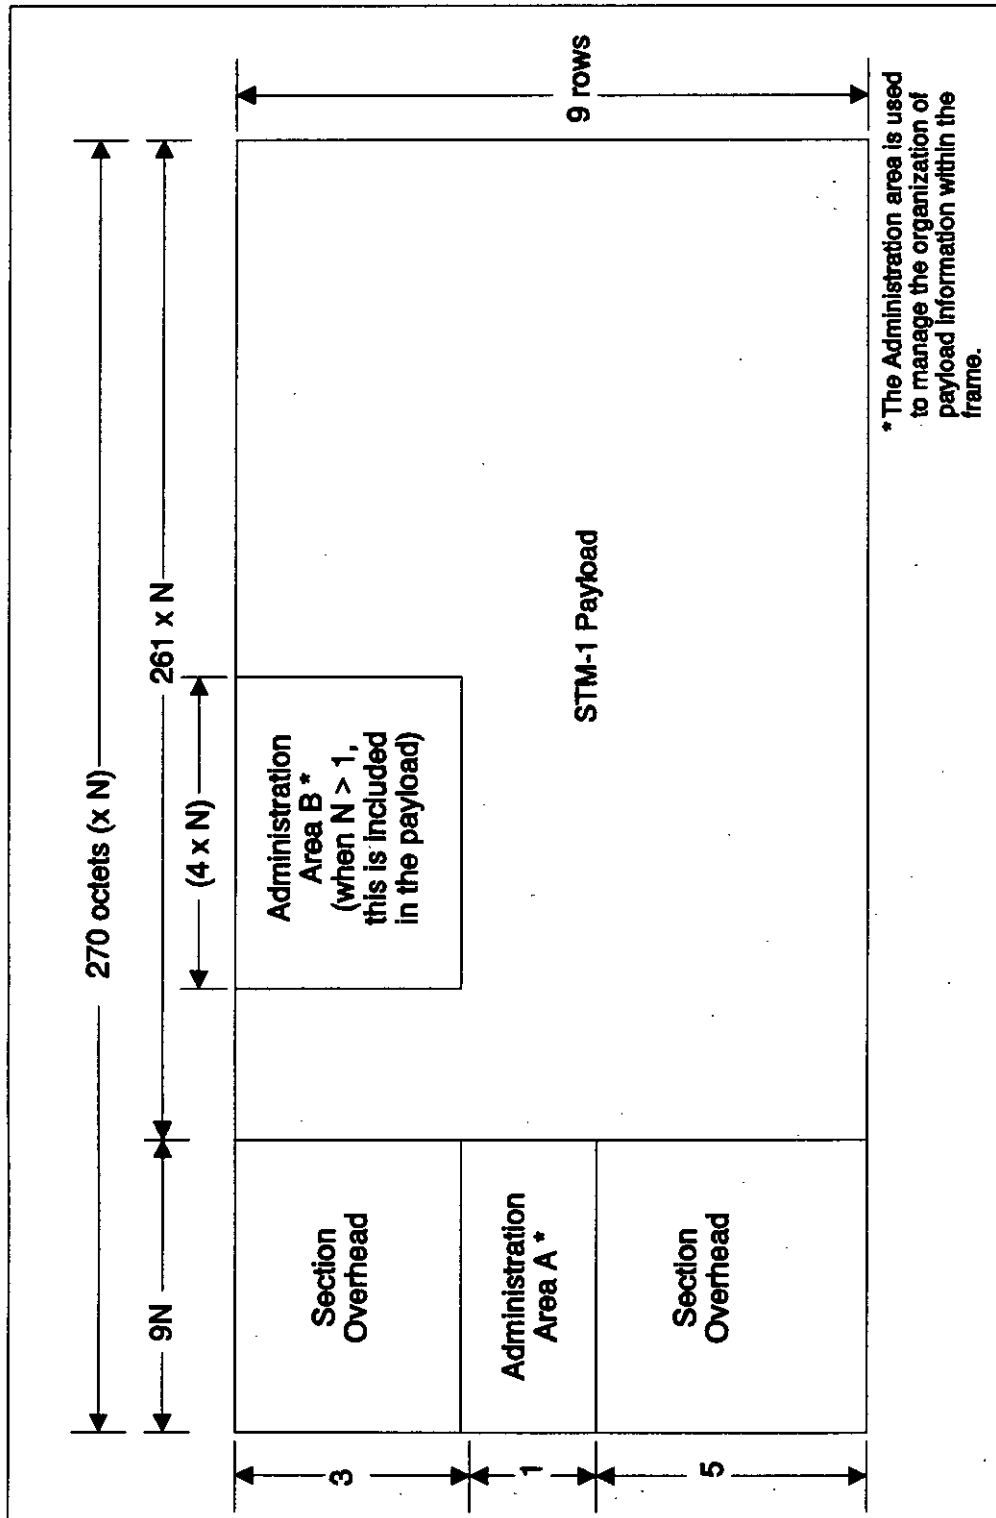 270 octets (x N)
9N
261 x N
(4 x N)
3
1
5
Section
Overhead
Administration
Area A *
Section
Overhead
Administration
Area B *
(when N > 1,
this is included
in the payload)
STM-1 Payload
9 rows
* The Administration area is used
to manage the organization of
payload information within the
frame.